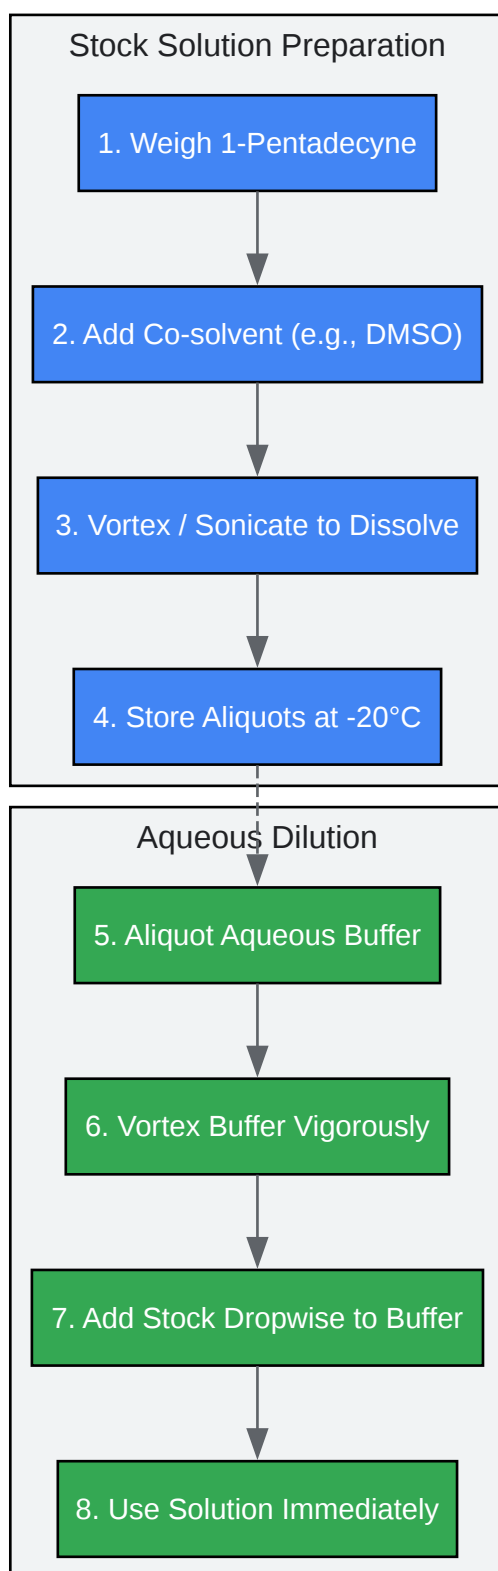 Stock Solution Preparation
1. Weigh 1-Pentadecyne
2. Add Co-solvent (e.g., DMSO)
3. Vortex / Sonicate to Dissolve
4. Store Aliquots at -20°C
Aqueous Dilution
5. Aliquot Aqueous Buffer
6. Vortex Buffer Vigorously
7. Add Stock Dropwise to Buffer
8. Use Solution Immediately